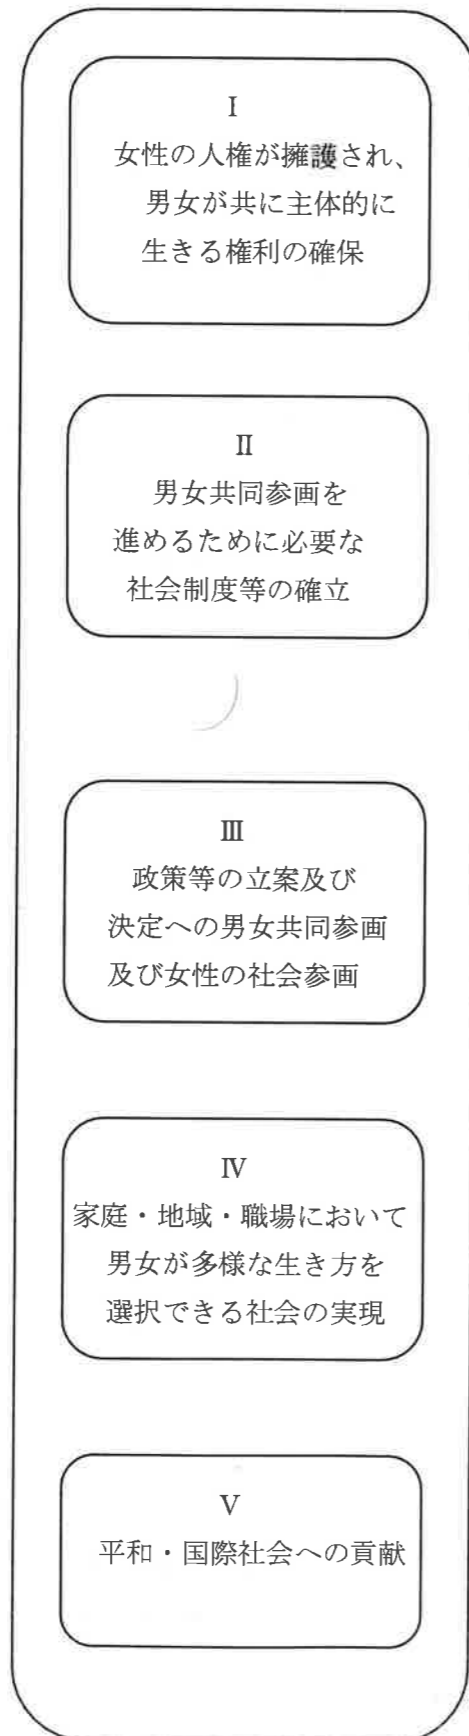 Ⅰ
女性の人権が擁護され、
男女が共に主体的に
生きる権利の確保
Ⅱ
男女共同参画を
進めるために必要な
社会制度等の確立
Ⅲ
政策等の立案及び
決定への男女共同参画
及び女性の社会参画
Ⅳ
家庭・地域・職場において
男女が多様な生き方を
選択できる社会の実現
Ⅴ
平和・国際社会への貢献